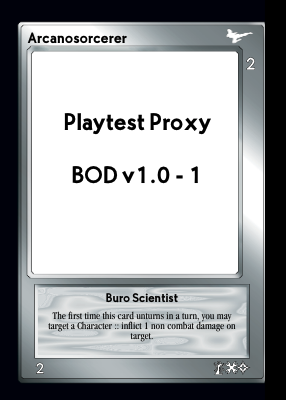 Arcanosorcerer
2
Playtest Proxy
BOD v1.0 - 1
Buro Scientist
The first time this card unturns in a turn, you may
target a Character :: inflict 1 non combat damage on
target.
2